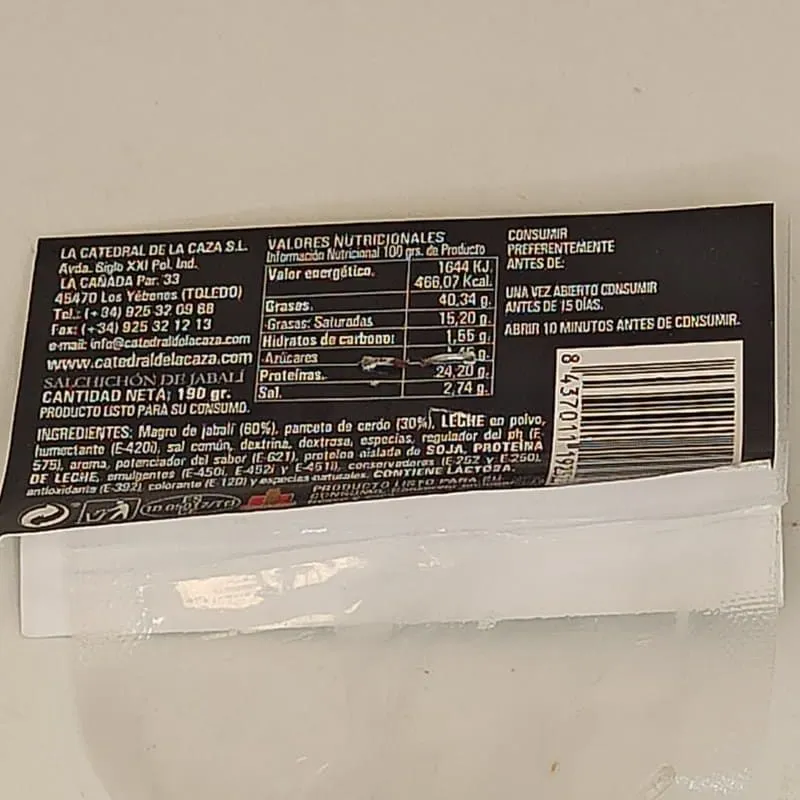 LA CATEDRAL DE LA CAZA S.L.
Avda. Siglo XXI Pol. Ind.
LA CAÑADA Par. 33
45470 Los Yébenes (TOLEDO)
Tel.: (+34) 925 32 09 88
Fax: (+34) 925 32 12 13
e-mail: info@catedraldelacaza.com
www.catedraldelacaza.com
SALCHICHÓN DE JABALÍ
CANTIDAD NETA; 190 gr.
PRODUCTO LISTO PARA SU CONSUMO.
VALORES NUTRICIONALES
Información Nutricional 100 grs. de Producto
Valor energético. 1644 KJ.
466,07 Kcal.
Grasas. 40,34 g.
-Grasas Saturadas 15,20 g.
Hidratos de carbono: 1,65 g.
-Azúcares g.
Proteínas. 24,20 g.
Sal. 2,74 g.
CONSUMIR
PREFERENTEMENTE
ANTES DE:
UNA VEZ ABIERTO CONSUMIR
ANTES DE 15 DÍAS.
ABRIR 10 MINUTOS ANTES DE CONSUMIR.
INGREDIENTES: Magro de jabalí (60%), panceta de cerdo (30%), LECHE en polvo,
humectante (E-420i), sal común, dextrina, dextrosa, especias, regulador del ph (E-
575), aroma, potenciador del sabor (E-621), proteína aislada de SOJA, PROTEÍNA
DE LECHE, emulgentes (E-450i, E-452i y E-451i), conservadores (E-252 y E-250),
antioxidante (E-392) colorante (E-120) y especias naturales. CONTIENE LACTOSA.
PRODUCTO LISTO PARA SU
ES
8 437011